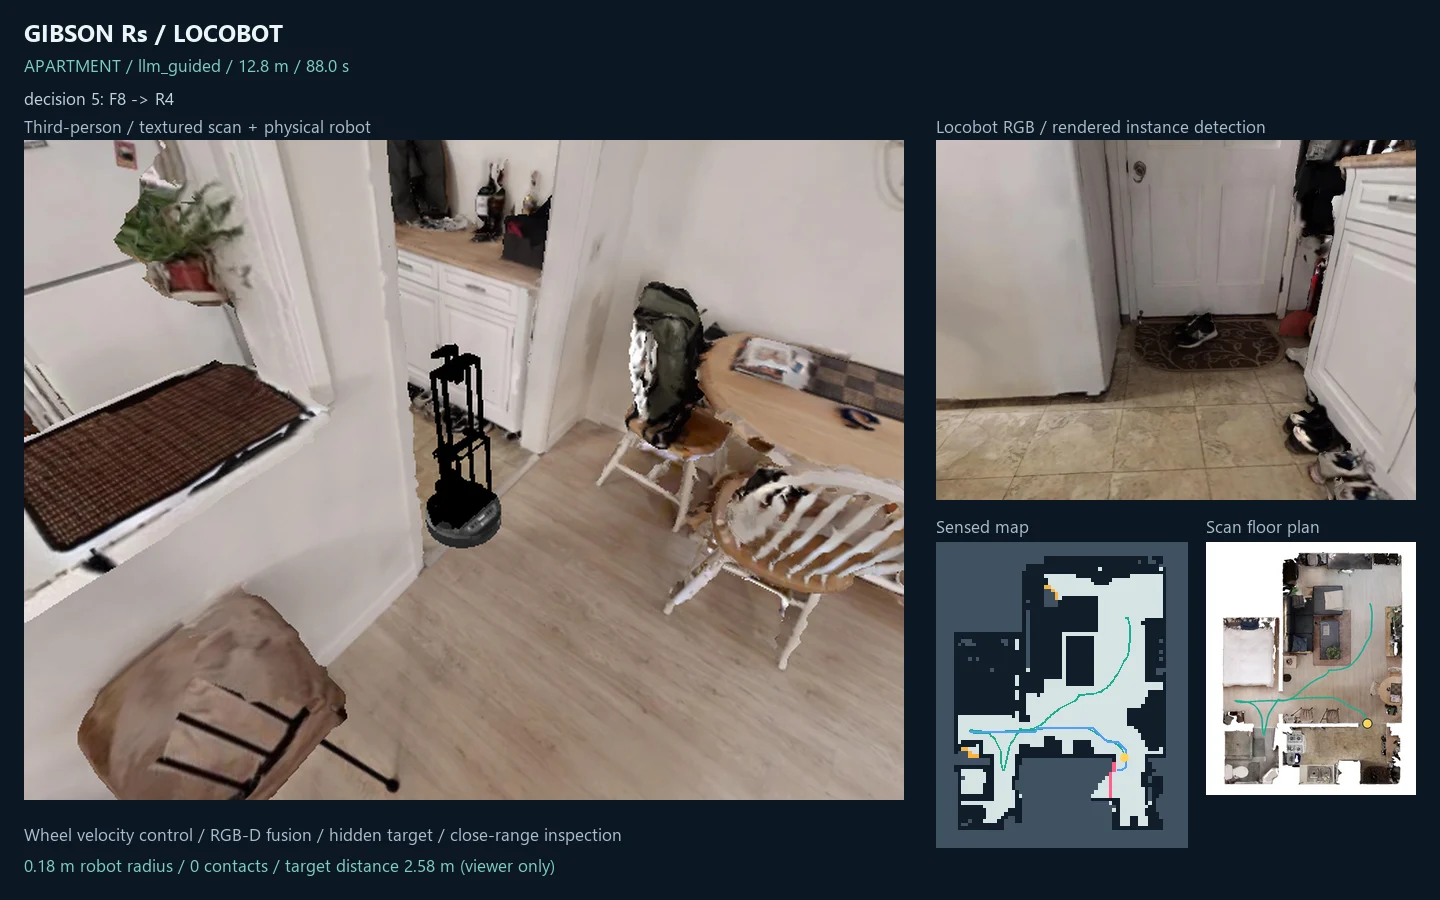 GIBSON Rs / LOCOBOT
APARTMENT / llm_guided / 12.8 m / 88.0 s
decision 5: F8 -> R4
Third-person / textured scan + physical robot
Locobot RGB / rendered instance detection
Sensed map
Scan floor plan
Wheel velocity control / RGB-D fusion / hidden target / close-range inspection
0.18 m robot radius / 0 contacts / target distance 2.58 m (viewer only)